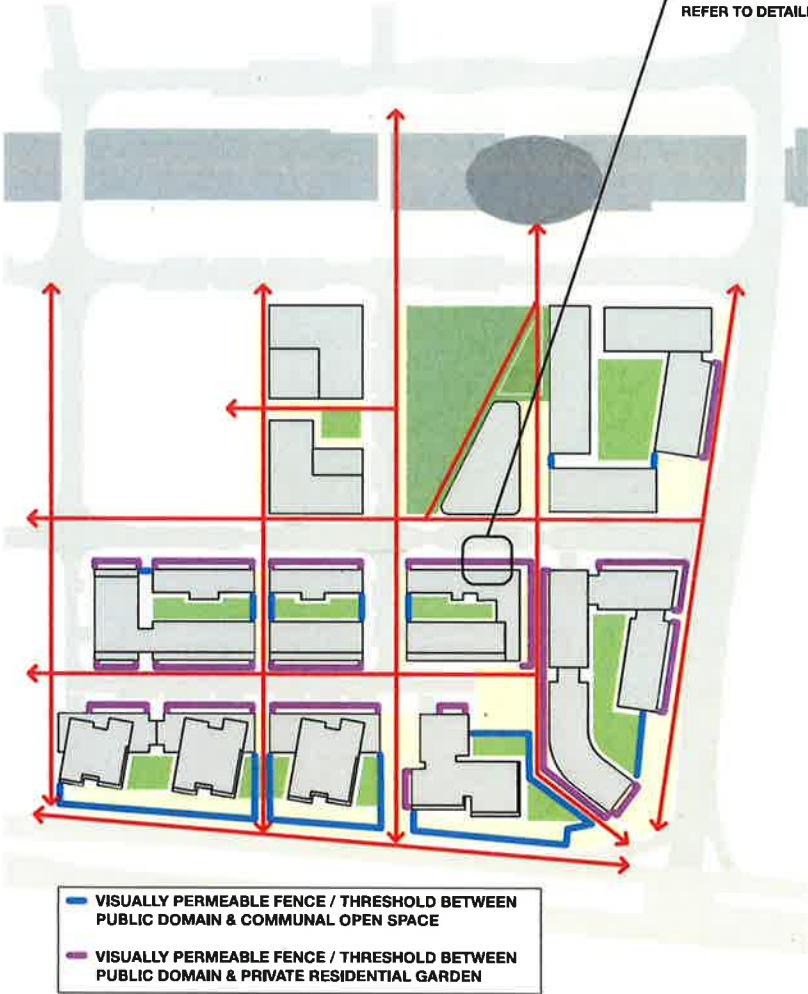 REFER TO DETAIL
VISUALLY PERMEABLE FENCE / THRESHOLD BETWEEN
PUBLIC DOMAIN & COMMUNAL OPEN SPACE
VISUALLY PERMEABLE FENCE / THRESHOLD BETWEEN
PUBLIC DOMAIN & PRIVATE RESIDENTIAL GARDEN